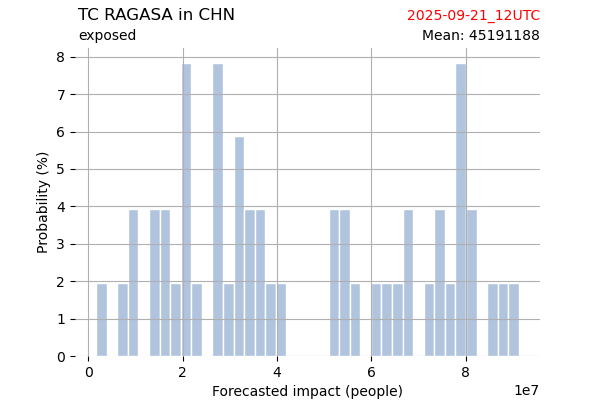 TC RAGASA in CHN
2025-09-21_12UTC
exposed
Mean: 45191188
8
7
6
5
4
3
2
1
0
Probability (%)
0 2 4 6 8
Forecasted impact (people)
1e7